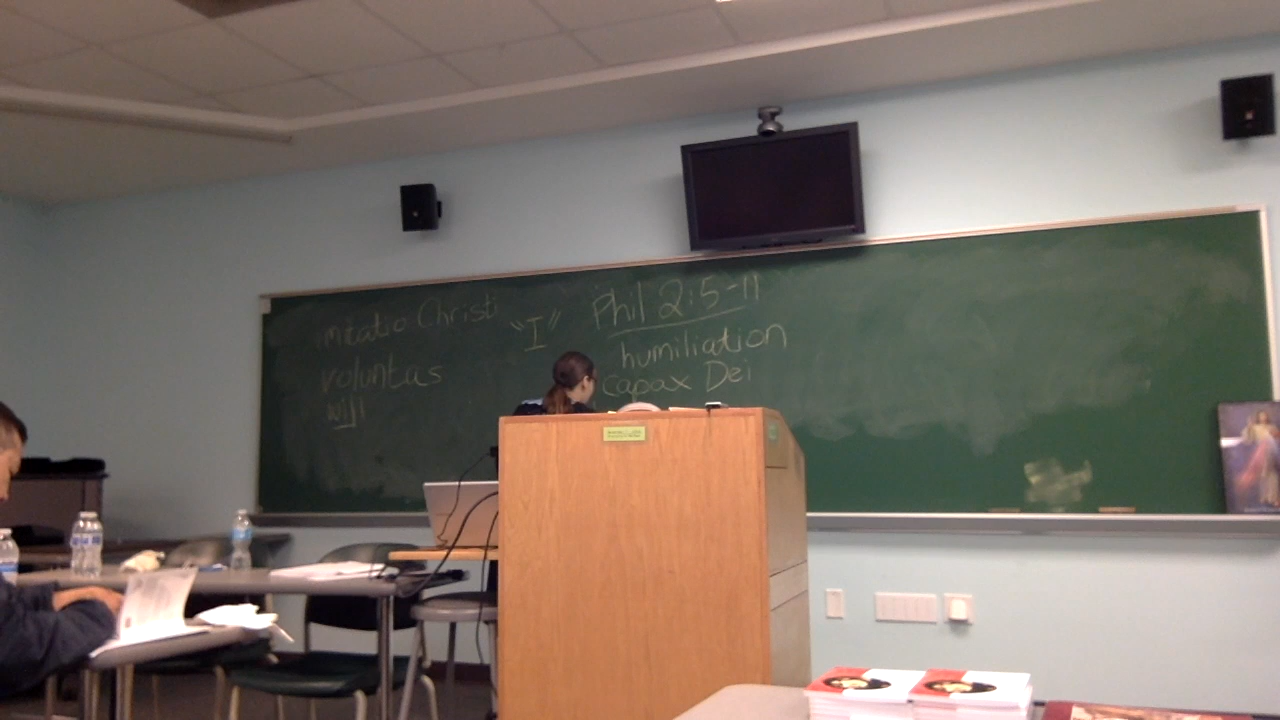 imitatio Christi
voluntas
will
"I"
Phil 2:5-11
humiliation
capax Dei